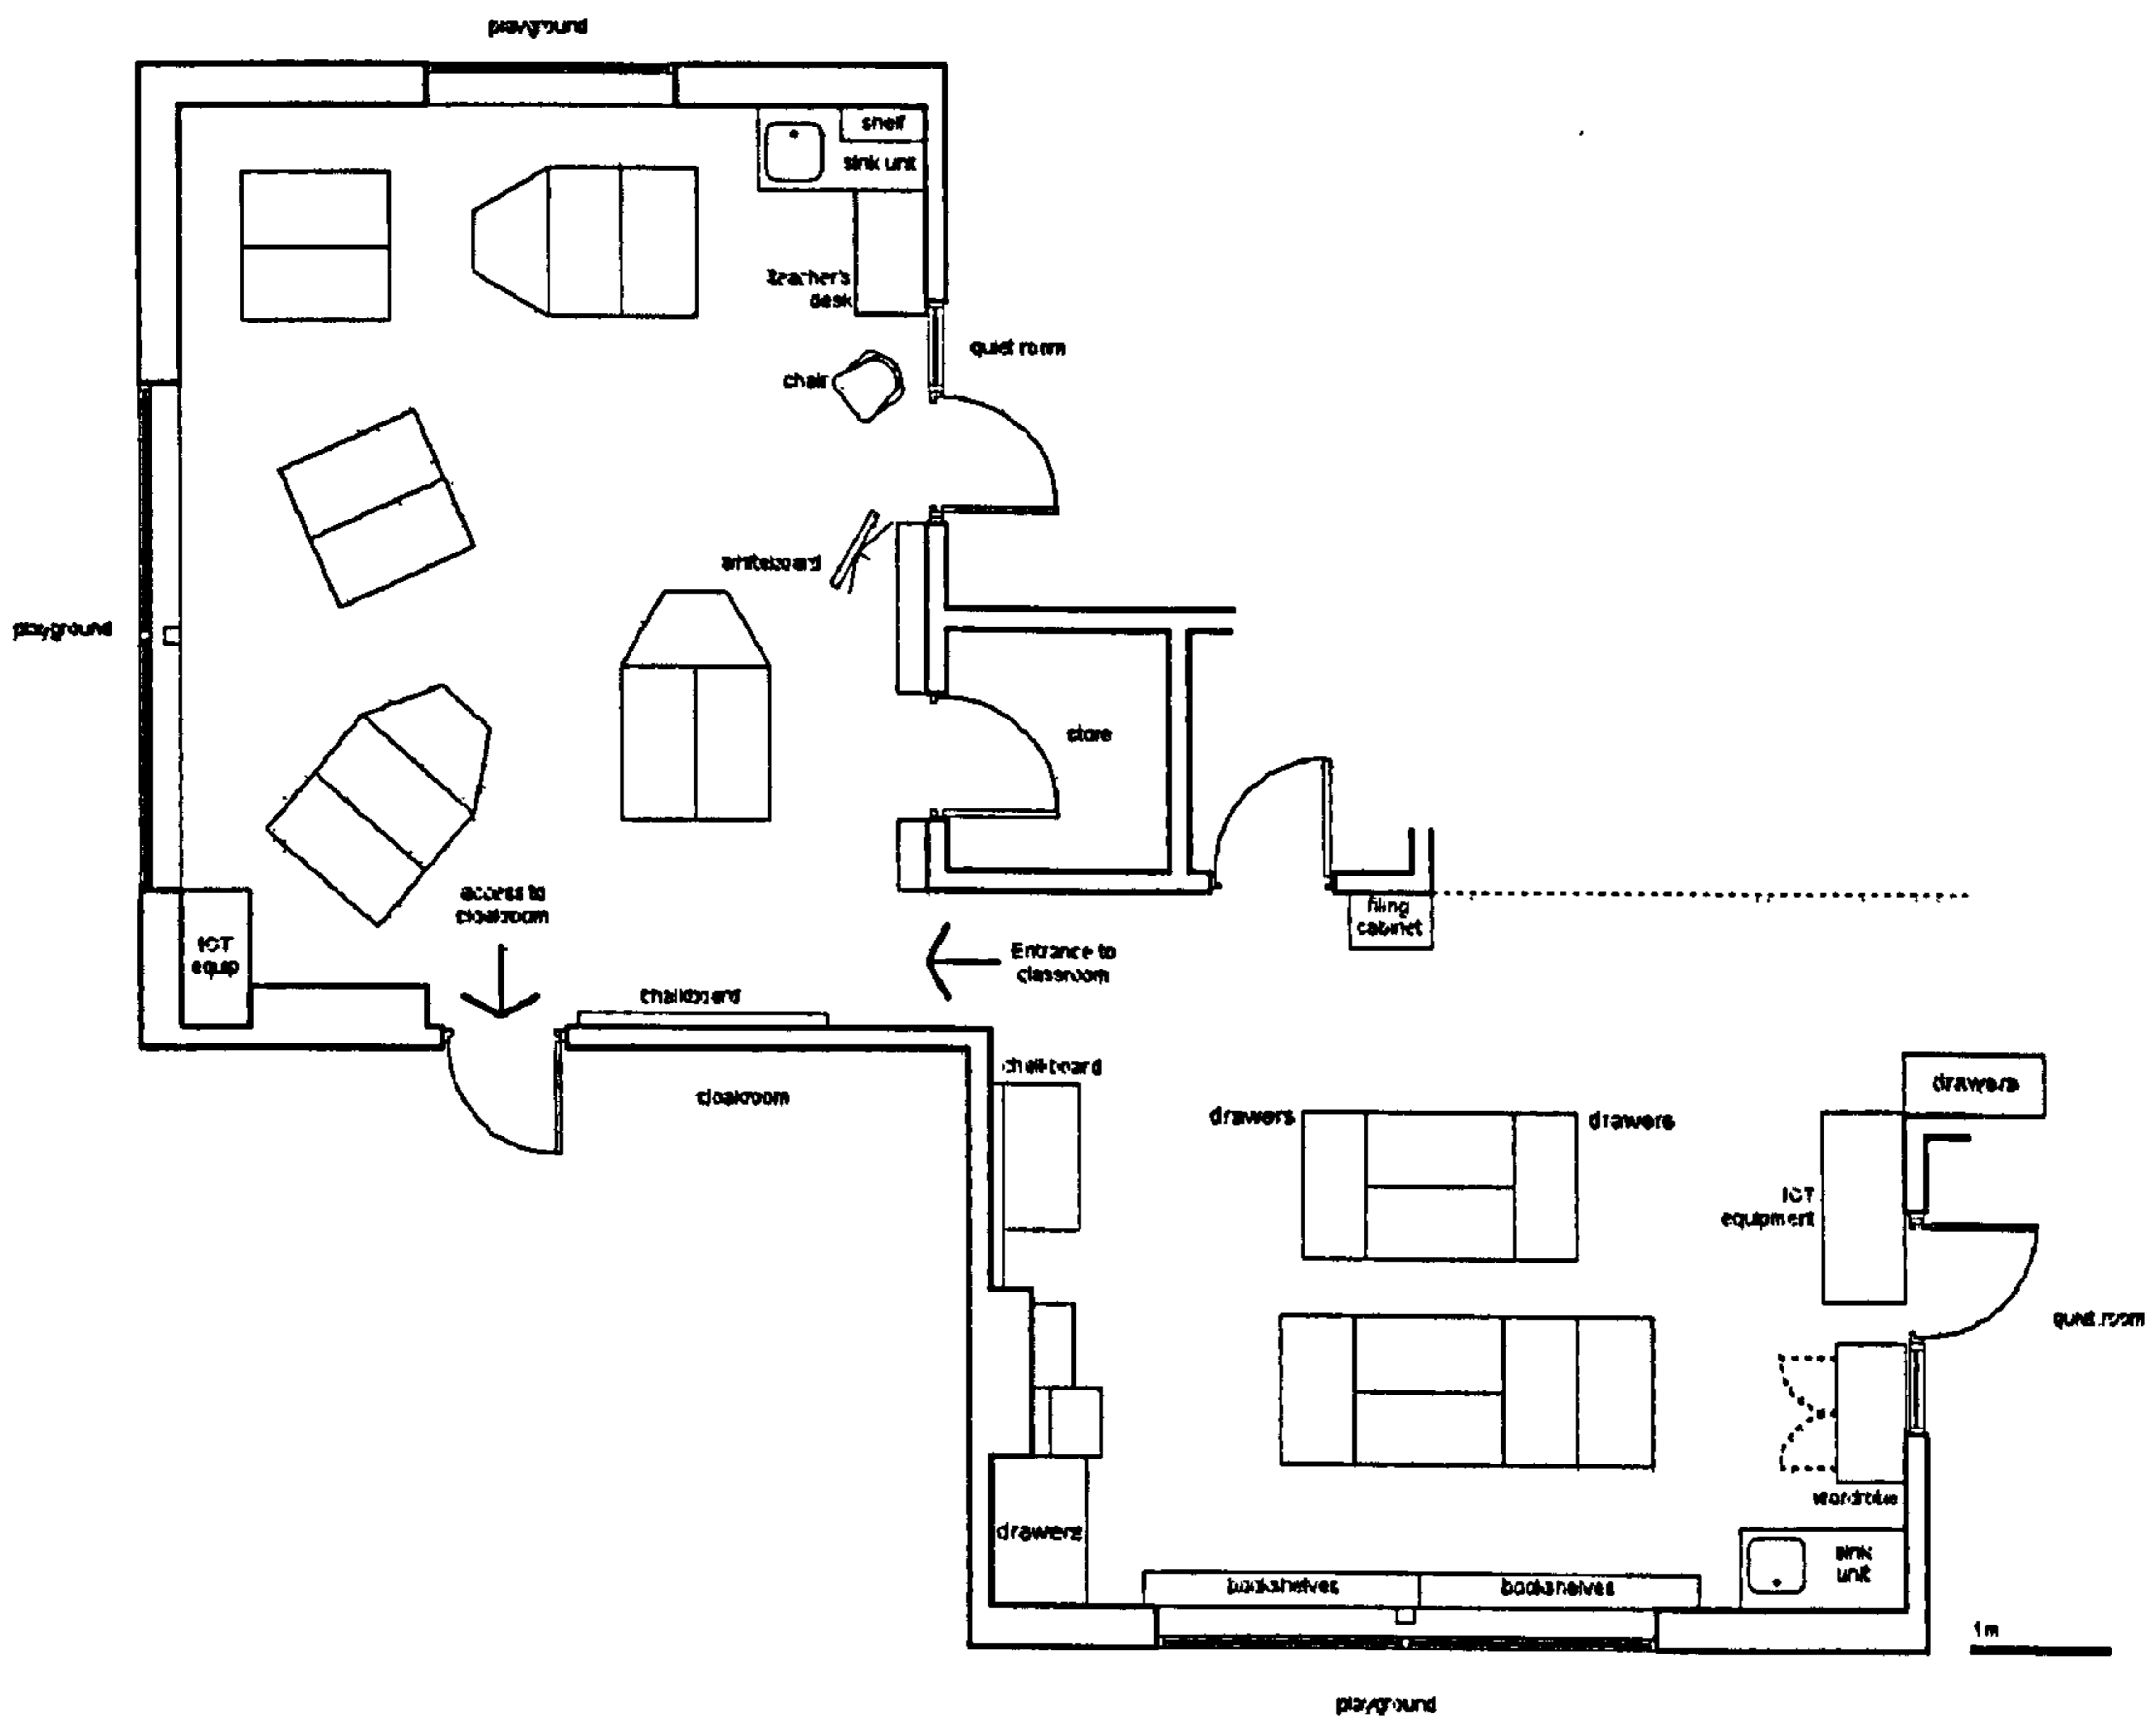 playground
shelf
sink unit
teacher's
desk
quiet room
chair
whiteboard
playground
store
access to
cloakroom
filing
cabinet
ICT
equip
Entrance to
classroom
chalkboard
chalkboard
cloakroom
drawers
drawers
drawers
ICT
equipment
quiet room
wardrobe
drawers
sink
unit
bookshelves
bookshelves
1m
playground